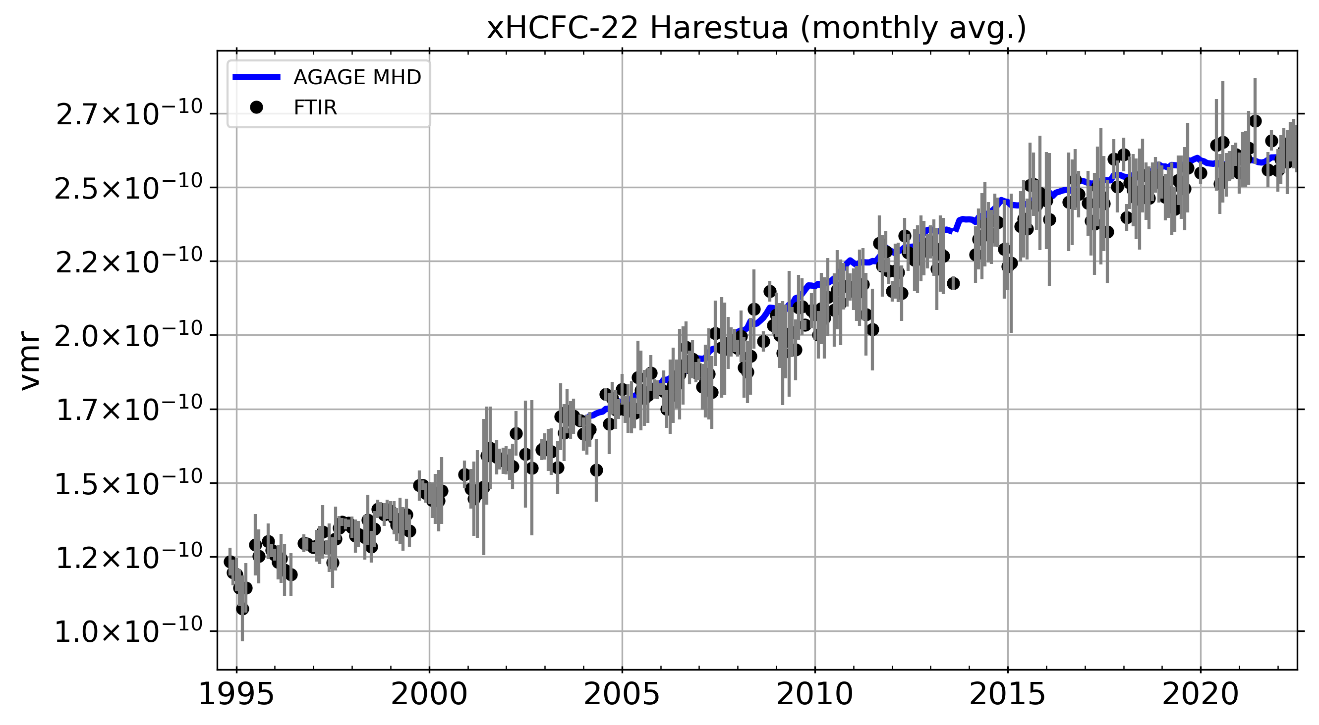 xHCFC-22 Harestua (monthly avg.)
AGAGE MHD
FTIR
vmr
2.7×10⁻¹⁰
2.5×10⁻¹⁰
2.2×10⁻¹⁰
2.0×10⁻¹⁰
1.7×10⁻¹⁰
1.5×10⁻¹⁰
1.2×10⁻¹⁰
1.0×10⁻¹⁰
1995 2000 2005 2010 2015 2020